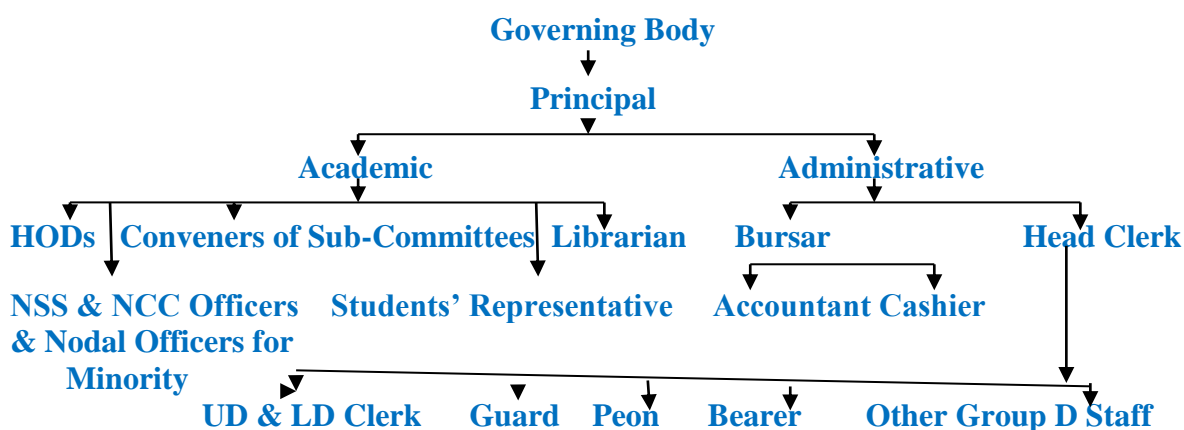 Governing Body
Principal
Academic Administrative
HODs Conveners of Sub-Committees Librarian Bursar Head Clerk
NSS & NCC Officers Students’ Representative Accountant Cashier
& Nodal Officers for
Minority
UD & LD Clerk Guard Peon Bearer Other Group D Staff